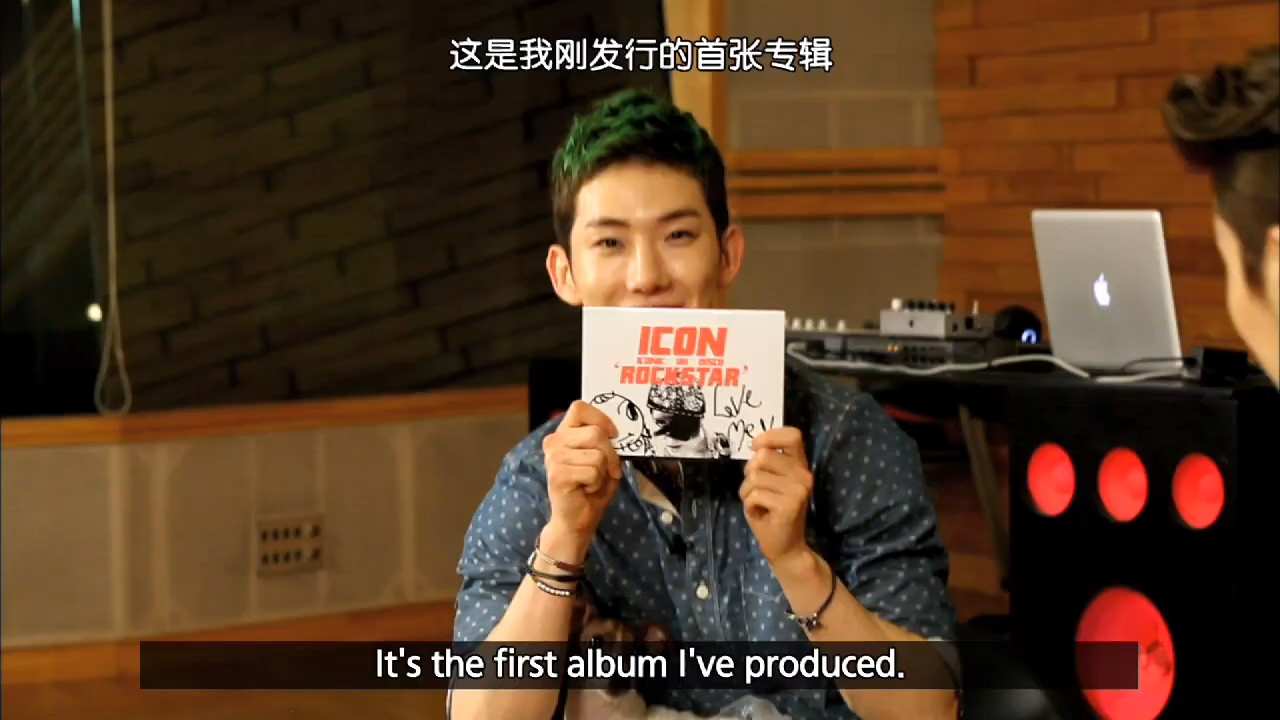 这是我刚发行的首张专辑
ICON
'ROCKSTAR'
Love
Me
It's the first album I've produced.